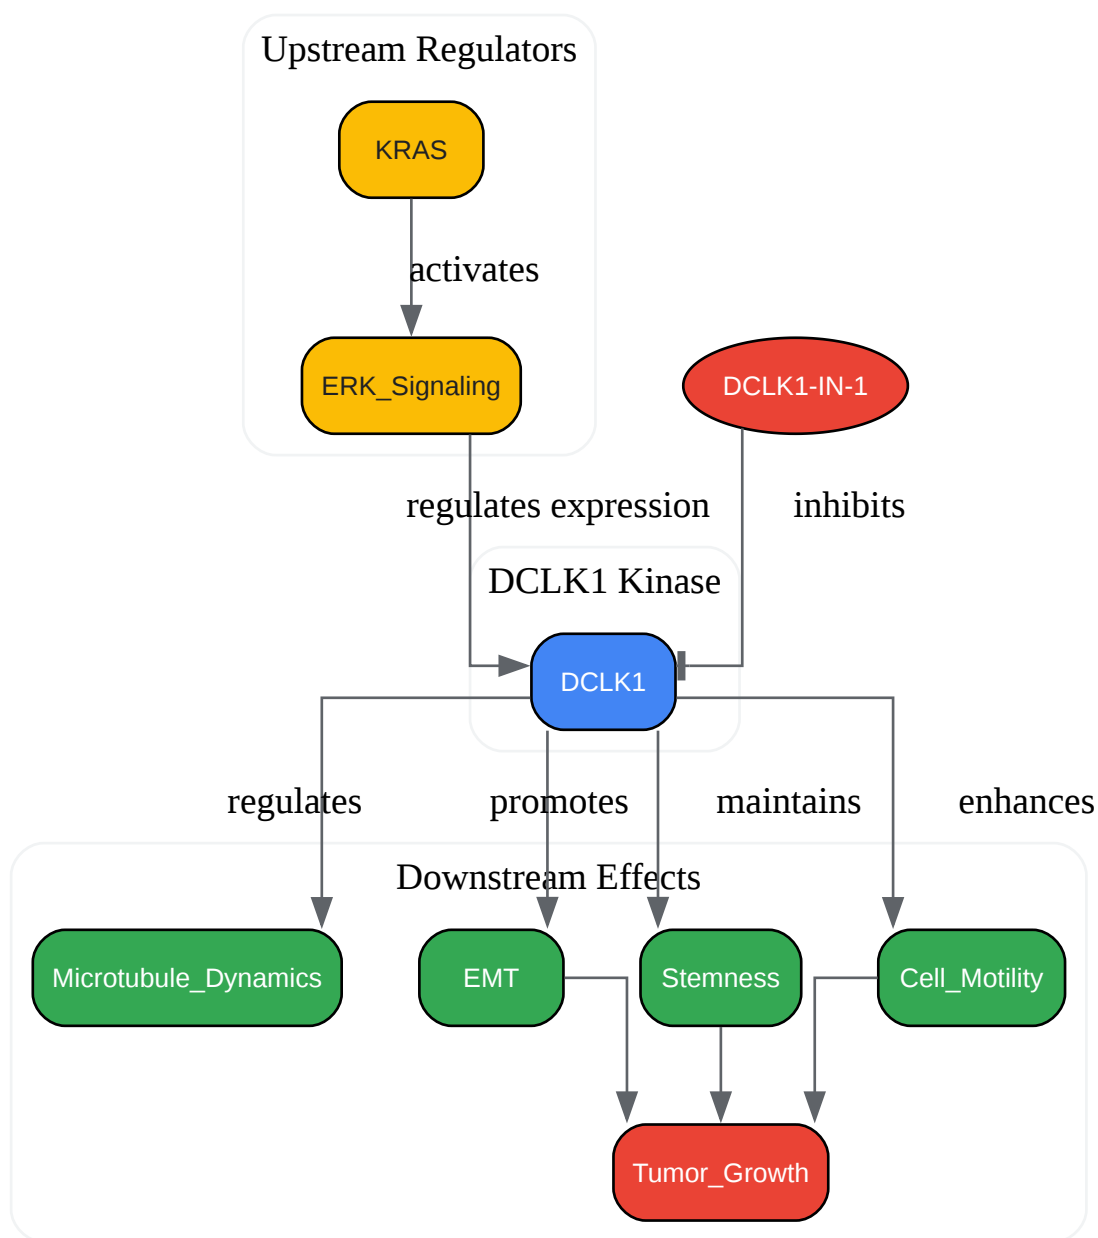 Upstream Regulators
KRAS
activates
ERK_Signaling
DCLK1-IN-1
regulates expression
inhibits
DCLK1 Kinase
DCLK1
regulates
promotes
maintains
enhances
Downstream Effects
Microtubule_Dynamics
EMT
Stemness
Cell_Motility
Tumor_Growth